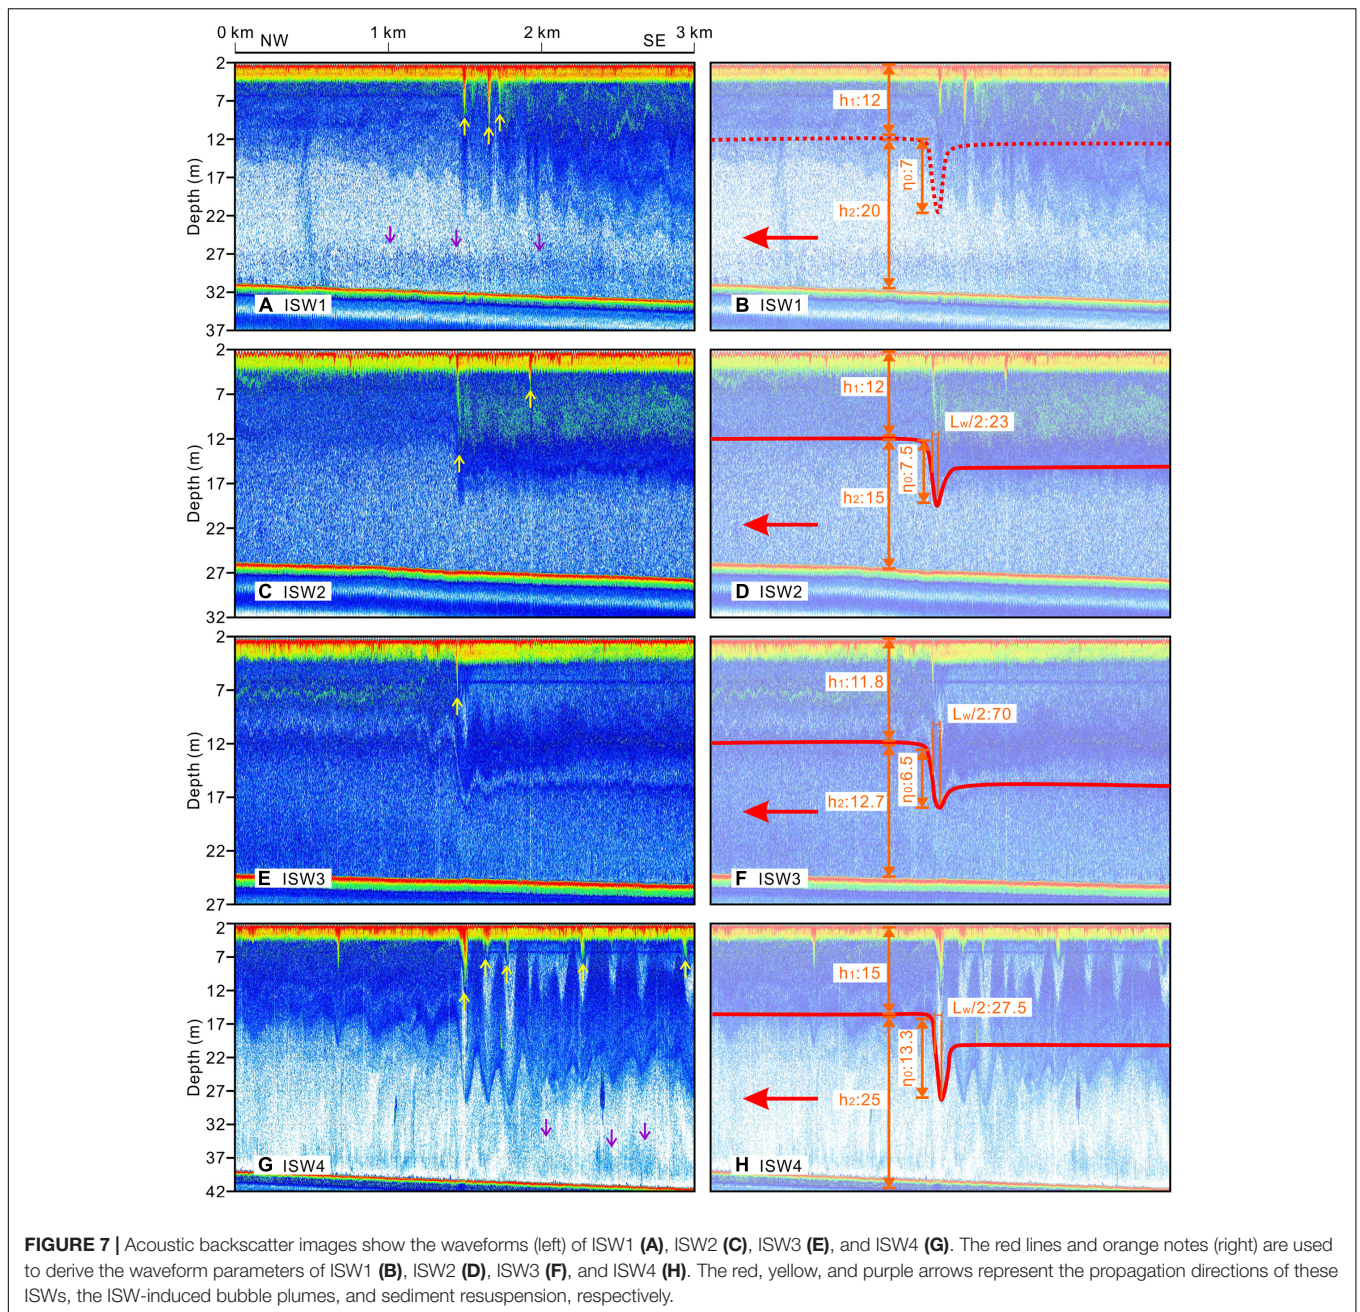 0 km 1 km 2 km 3 km
NW SE
2
7
12
17
22
27
32
37
Depth (m)
A ISW1
h1:12
η0:7
h2:20
B ISW1
2
7
12
17
22
27
32
Depth (m)
C ISW2
h1:12
Lw/2:23
η0:7.5
h2:15
D ISW2
2
7
12
17
22
27
Depth (m)
E ISW3
h1:11.8
Lw/2:70
η0:6.5
h2:12.7
F ISW3
2
7
12
17
22
27
32
37
42
Depth (m)
G ISW4
h1:15
Lw/2:27.5
η0:13.3
h2:25
H ISW4
FIGURE 7 | Acoustic backscatter images show the waveforms (left) of ISW1 (A), ISW2 (C), ISW3 (E), and ISW4 (G). The red lines and orange notes (right) are used
to derive the waveform parameters of ISW1 (B), ISW2 (D), ISW3 (F), and ISW4 (H). The red, yellow, and purple arrows represent the propagation directions of these
ISWs, the ISW-induced bubble plumes, and sediment resuspension, respectively.